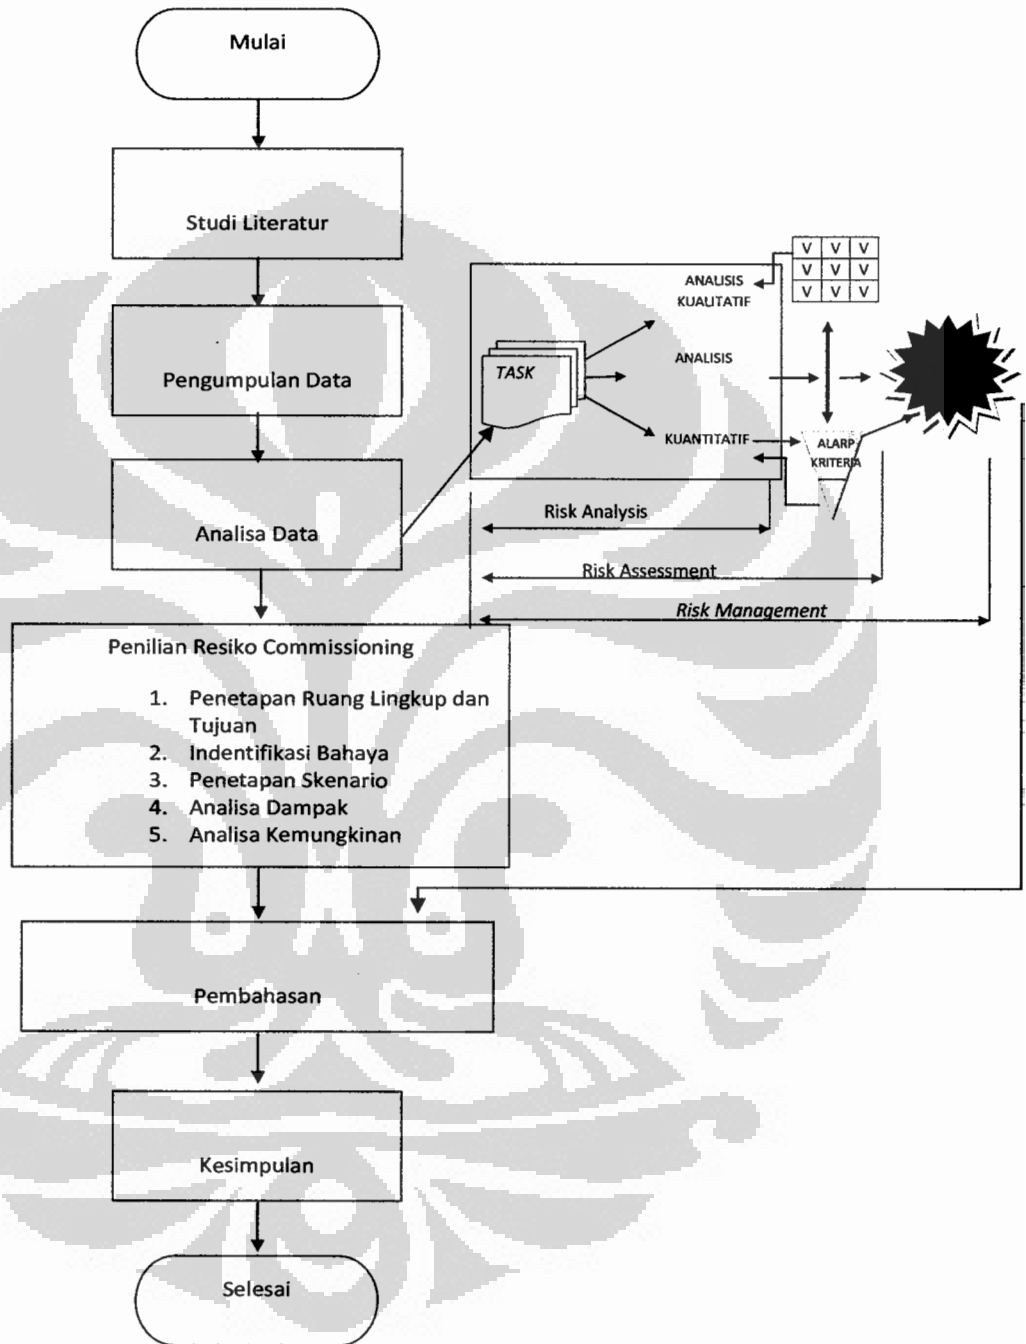 Mulai
Studi Literatur
Pengumpulan Data
Analisa Data
TASK
ANALISIS
KUALITATIF
ANALISIS
KUANTITATIF
V V V
V V V
V V V
ALARP
KRITERIA
Risk Analysis
Risk Assessment
Risk Management
Penilian Resiko Commissioning
1. Penetapan Ruang Lingkup dan
Tujuan
2. Indentifikasi Bahaya
3. Penetapan Skenario
4. Analisa Dampak
5. Analisa Kemungkinan
Pembahasan
Kesimpulan
Selesai